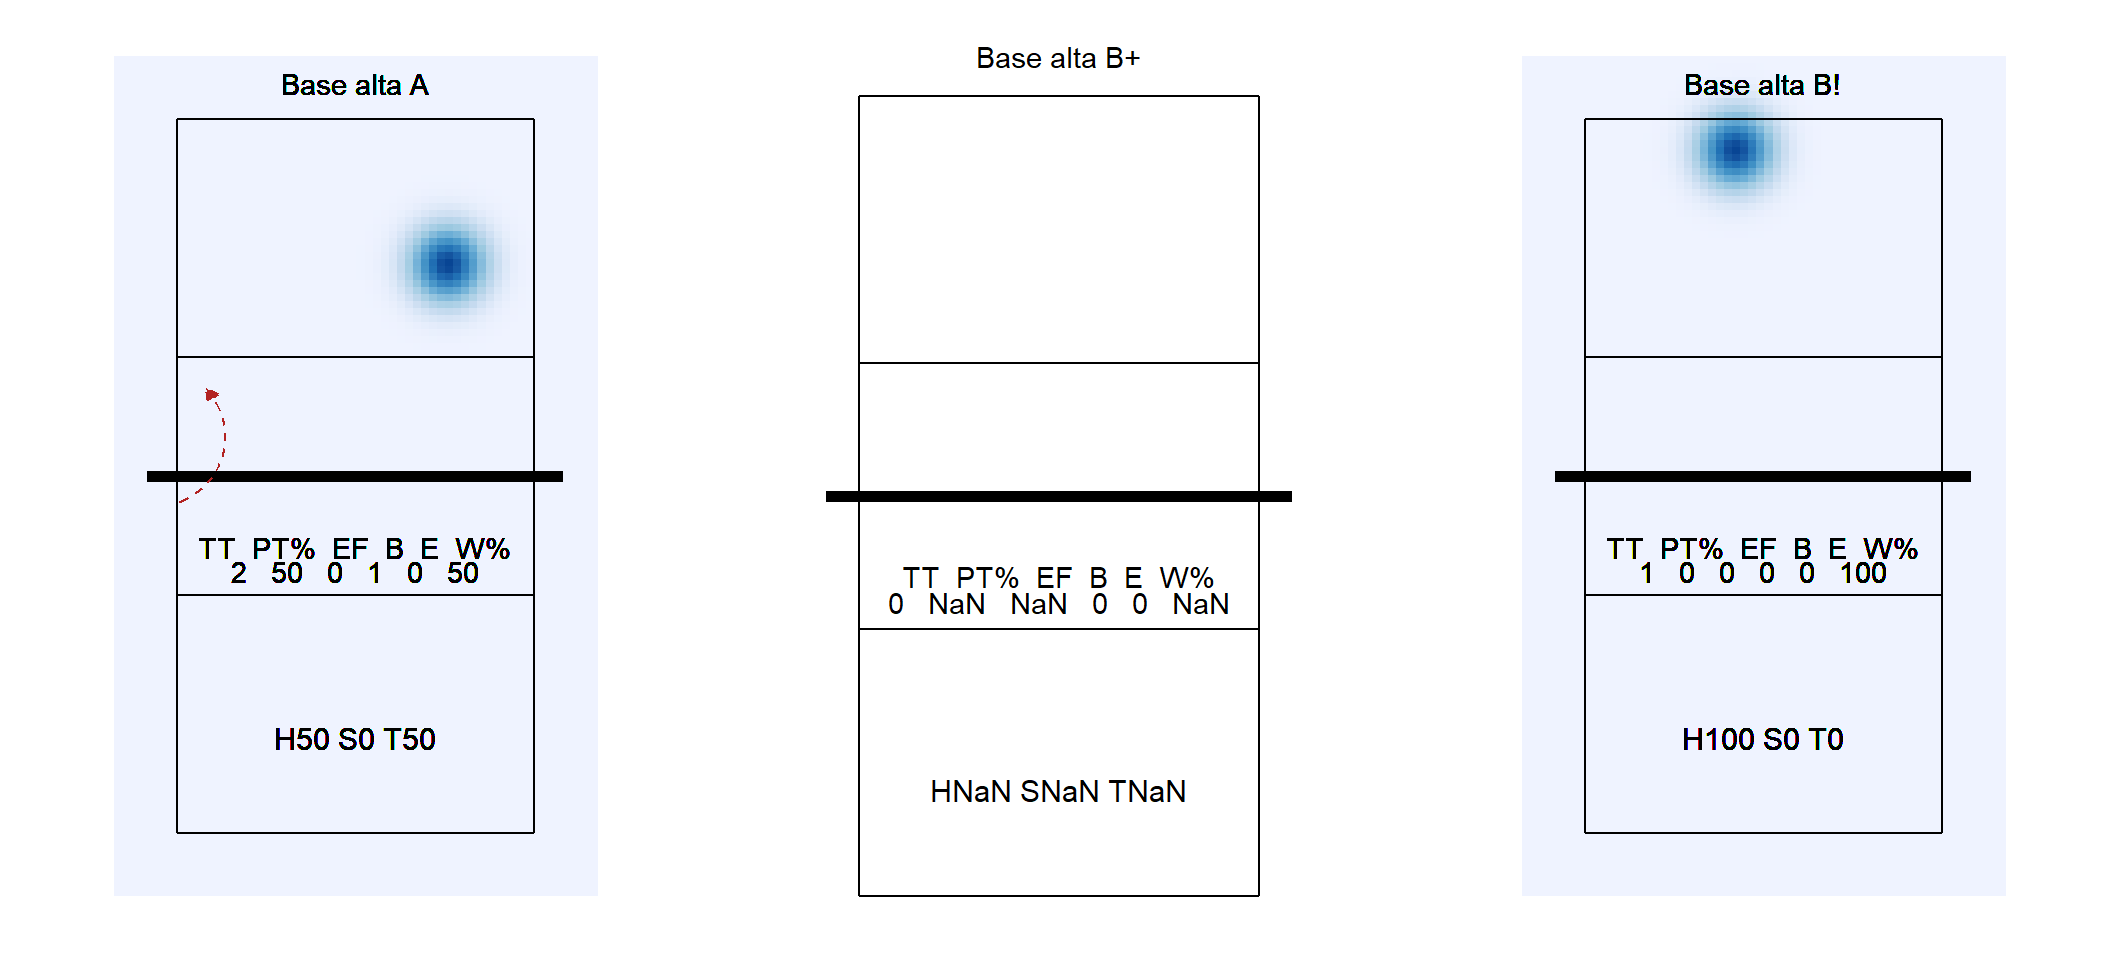 Base alta A
TT PT% EF B E W%
2 50 0 1 0 50
H50 S0 T50
Base alta B+
TT PT% EF B E W%
0 NaN NaN 0 0 NaN
HNaN SNaN TNaN
Base alta B!
TT PT% EF B E W%
1 0 0 0 0 100
H100 S0 T0